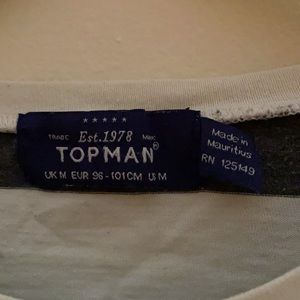 ★★★★★
TRADE Est.1978 MARK
TOPMAN®
UK M EUR 96-101CM US M
Made in
Mauritius
RN 125149